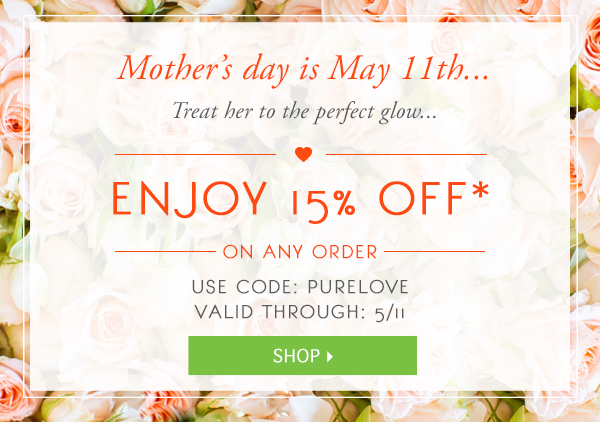 Mother's day is May 11th...
Treat her to the perfect glow...
ENJOY 15% OFF*
ON ANY ORDER
USE CODE: PURELOVE
VALID THROUGH: 5/11
SHOP